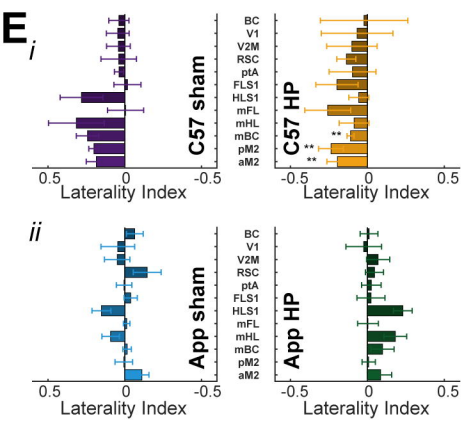 E
i
C57 sham
BC
V1
V2M
RSC
ptA
FLS1
HLS1
mFL
mHL
mBC
pM2
aM2
C57 HP
**
**
**
0.5 0 -0.5
Laterality Index
-0.5 0 0.5
Laterality Index
ii
App sham
BC
V1
V2M
RSC
ptA
FLS1
HLS1
mFL
mHL
mBC
pM2
aM2
App HP
0.5 0 -0.5
Laterality Index
-0.5 0 0.5
Laterality Index